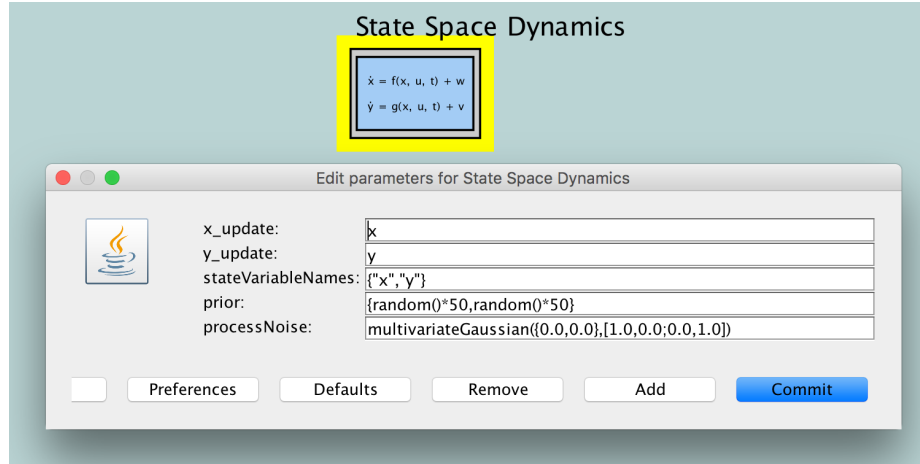 State Space Dynamics
ẋ = f(x, u, t) + w
ẏ = g(x, u, t) + v
Edit parameters for State Space Dynamics
x_update: x
y_update: y
stateVariableNames: {"x","y"}
prior: {random()*50,random()*50}
processNoise: multivariateGaussian({0.0,0.0},[1.0,0.0;0.0,1.0])
Preferences Defaults Remove Add Commit